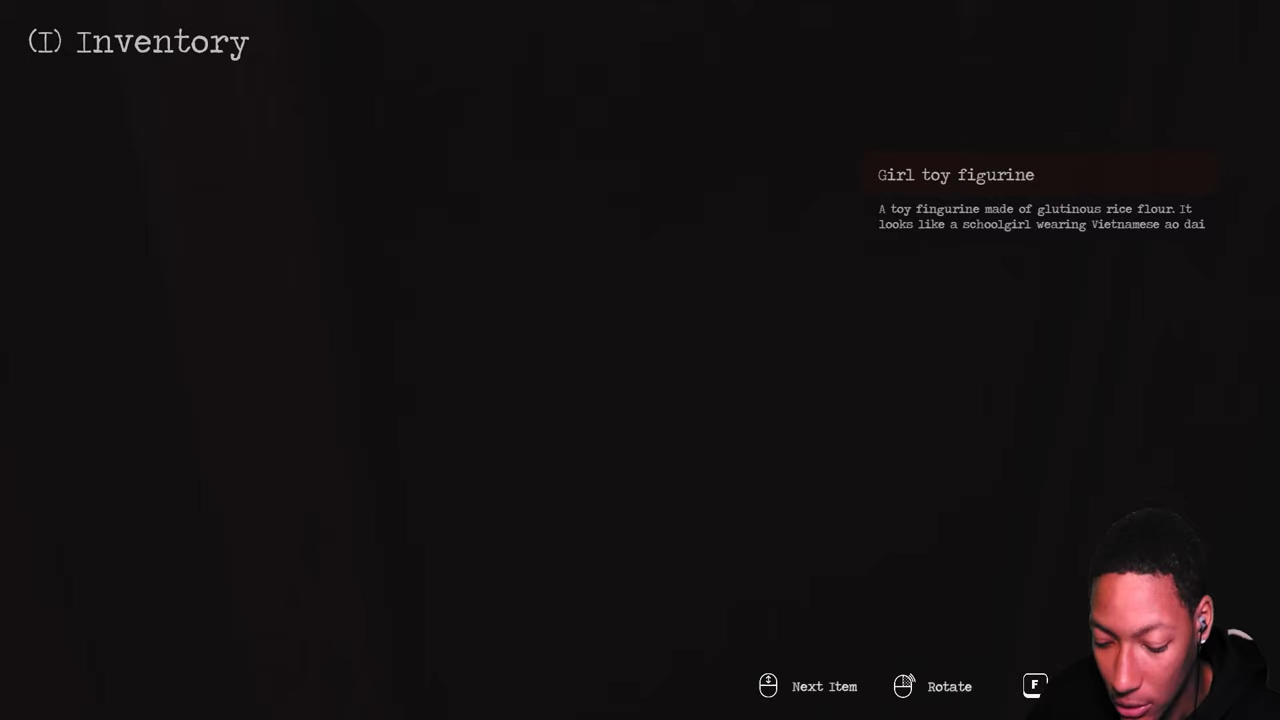 (I) Inventory
Girl toy figurine
A toy fingurine made of glutinous rice flour. It
looks like a schoolgirl wearing Vietnamese ao dai
Next Item
Rotate
F